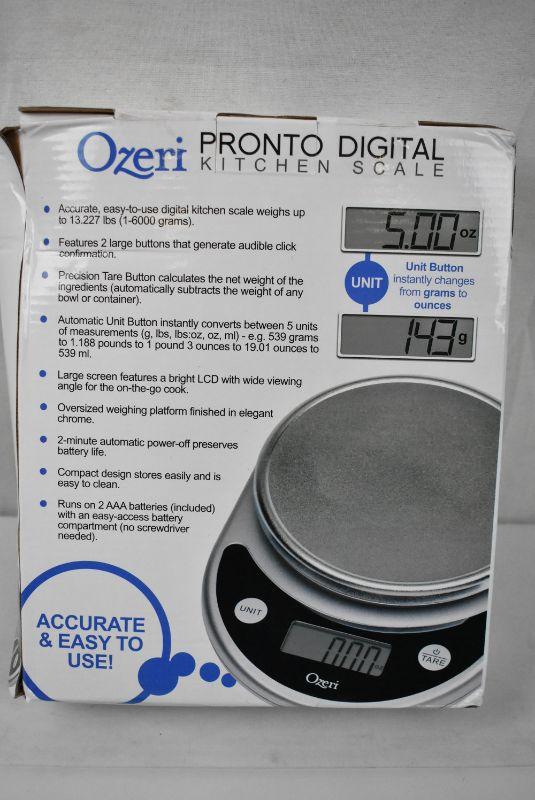 Ozeri PRONTO DIGITAL
KITCHEN SCALE
• Accurate, easy-to-use digital kitchen scale weighs up
to 13.227 lbs (1-6000 grams).
• Features 2 large buttons that generate audible click
confirmation.
• Precision Tare Button calculates the net weight of the
ingredients (automatically subtracts the weight of any
bowl or container).
• Automatic Unit Button instantly converts between 5 units
of measurements (g, lbs, lbs:oz, oz, ml) - e.g. 539 grams
to 1.188 pounds to 1 pound 3 ounces to 19.01 ounces to
539 ml.
• Large screen features a bright LCD with wide viewing
angle for the on-the-go cook.
• Oversized weighing platform finished in elegant
chrome.
• 2-minute automatic power-off preserves
battery life.
• Compact design stores easily and is
easy to clean.
• Runs on 2 AAA batteries (included)
with an easy-access battery
compartment (no screwdriver
needed).
5.00 oz
UNIT
Unit Button
instantly changes
from grams to
ounces
143 g
ACCURATE
& EASY TO
USE!
UNIT
0.00 oz
TARE
Ozeri